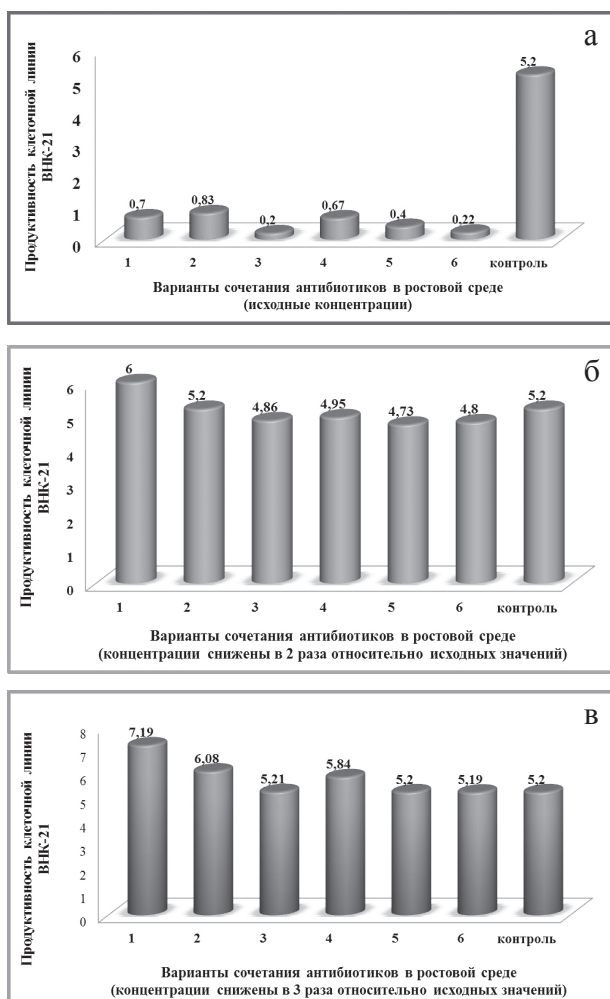 а
Продуктивность клеточной линии
ВНК-21
6
5
4
3
2
1
0
0,7
0,83
0,2
0,67
0,4
0,22
5,2
1 2 3 4 5 6 контроль
Варианты сочетания антибиотиков в ростовой среде
(исходные концентрации)
б
Продуктивность клеточной линии
ВНК-21
6
5
4
3
2
1
0
6
5,2
4,86
4,95
4,73
4,8
5,2
1 2 3 4 5 6 контроль
Варианты сочетания антибиотиков в ростовой среде
(концентрации снижены в 2 раза относительно исходных значений)
в
Продуктивность клеточной линии
ВНК-21
8
7
6
5
4
3
2
1
0
7,19
6,08
5,21
5,84
5,2
5,19
5,2
1 2 3 4 5 6 контроль
Варианты сочетания антибиотиков в ростовой среде
(концентрации снижены в 3 раза относительно исходных значений)